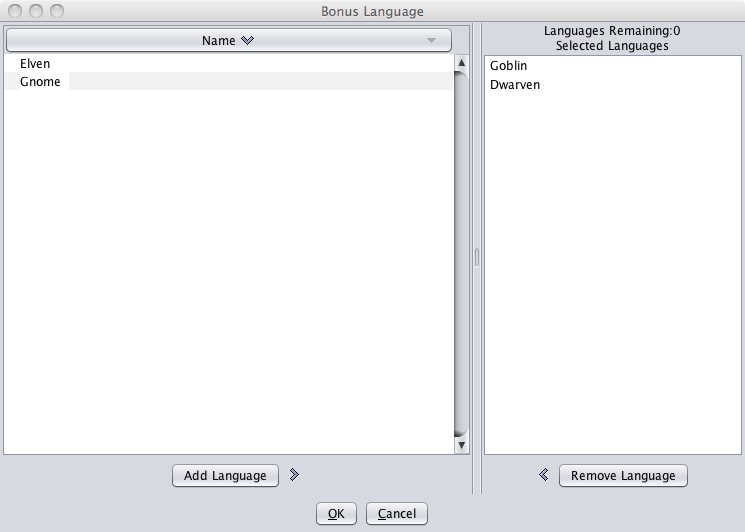 Bonus Language
Name
Elven
Gnome
Add Language
Languages Remaining:0
Selected Languages
Goblin
Dwarven
Remove Language
OK
Cancel